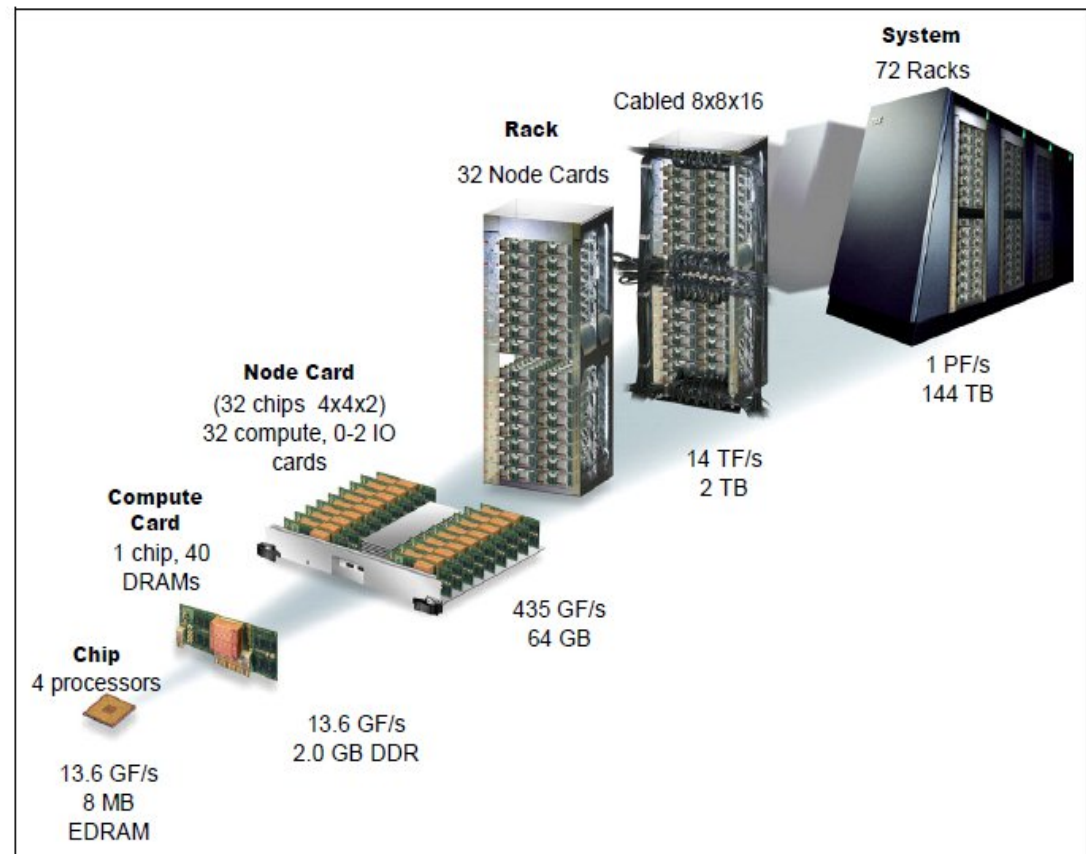 System
72 Racks
Cabled 8x8x16
Rack
32 Node Cards
1 PF/s
144 TB
Node Card
(32 chips 4x4x2)
32 compute, 0-2 IO
cards
14 TF/s
2 TB
Compute
Card
1 chip, 40
DRAMs
435 GF/s
64 GB
Chip
4 processors
13.6 GF/s
2.0 GB DDR
13.6 GF/s
8 MB
EDRAM